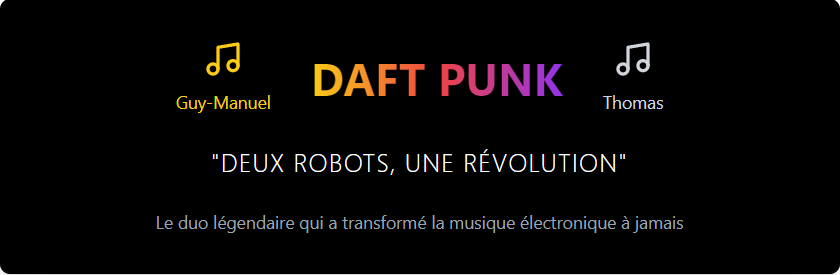 DAFT PUNK
Guy-Manuel
Thomas
"DEUX ROBOTS, UNE RÉVOLUTION"
Le duo légendaire qui a transformé la musique électronique à jamais